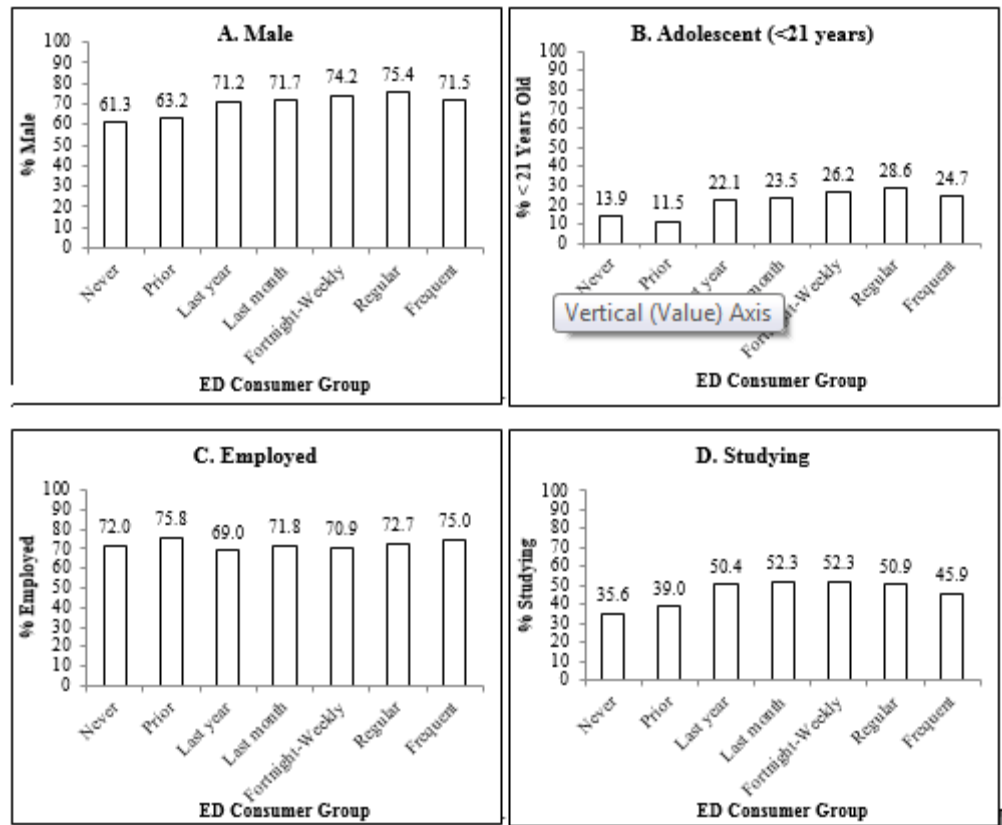 A. Male
% Male
100
90
80
70
60
50
40
30
20
10
0
61.3
63.2
71.2
71.7
74.2
75.4
71.5
Never
Prior
Last year
Last month
Fortnight-Weekly
Regular
Frequent
ED Consumer Group
B. Adolescent (<21 years)
% < 21 Years Old
100
90
80
70
60
50
40
30
20
10
0
13.9
11.5
22.1
23.5
26.2
28.6
24.7
Never
Prior
year
month
Regular
Frequent
Vertical (Value) Axis
ED Consumer Group
C. Employed
% Employed
100
90
80
70
60
50
40
30
20
10
0
72.0
75.8
69.0
71.8
70.9
72.7
75.0
Never
Prior
Last year
Last month
Fortnight-Weekly
Regular
Frequent
ED Consumer Group
D. Studying
% Studying
100
90
80
70
60
50
40
30
20
10
0
35.6
39.0
50.4
52.3
52.3
50.9
45.9
Never
Prior
Last year
Last month
Fortnight-Weekly
Regular
Frequent
ED Consumer Group